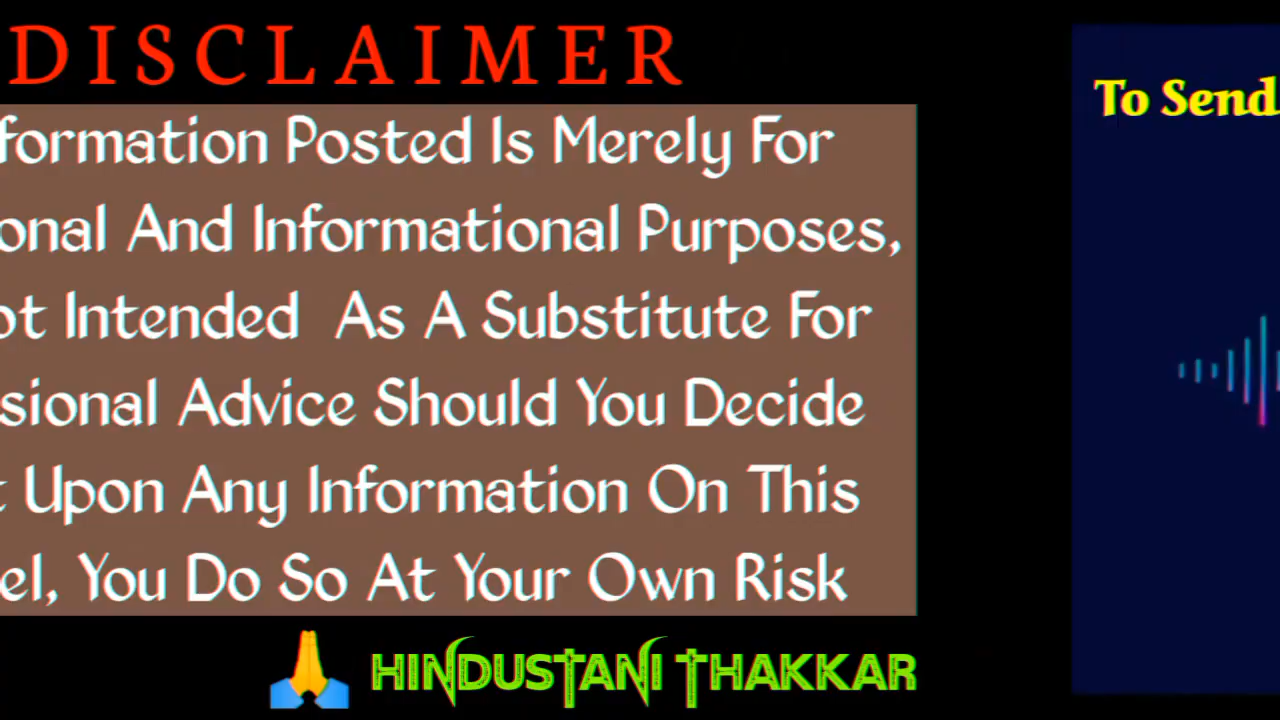 DISCLAIMER
formation Posted Is Merely For
onal And Informational Purposes,
ot Intended As A Substitute For
sional Advice Should You Decide
t Upon Any Information On This
el, You Do So At Your Own Risk
HINDUSTANI THAKKAR
To Send